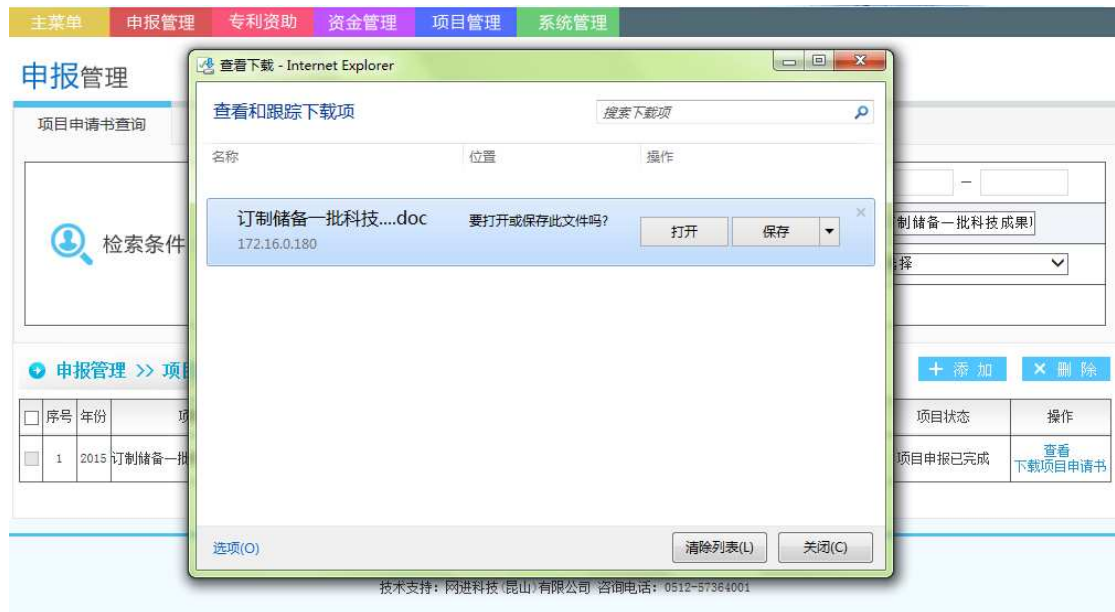 主菜单 申报管理 专利资助 资金管理 项目管理 系统管理
申报管理
项目申请书查询
检索条件
查看下载 - Internet Explorer
查看和跟踪下载项
搜索下载项
名称 位置 操作
订制储备一批科技....doc 要打开或保存此文件吗? 打开 保存
172.16.0.180
选项(O) 清除列表(L) 关闭(C)
制储备一批科技成果
择
申报管理 >> 项
+ 添加 × 删除
序号 年份 项目状态 操作
1 2015 订制储备一批 项目申报已完成 查看
下载项目申请书
技术支持: 网进科技(昆山)有限公司 咨询电话: 0512-57364001